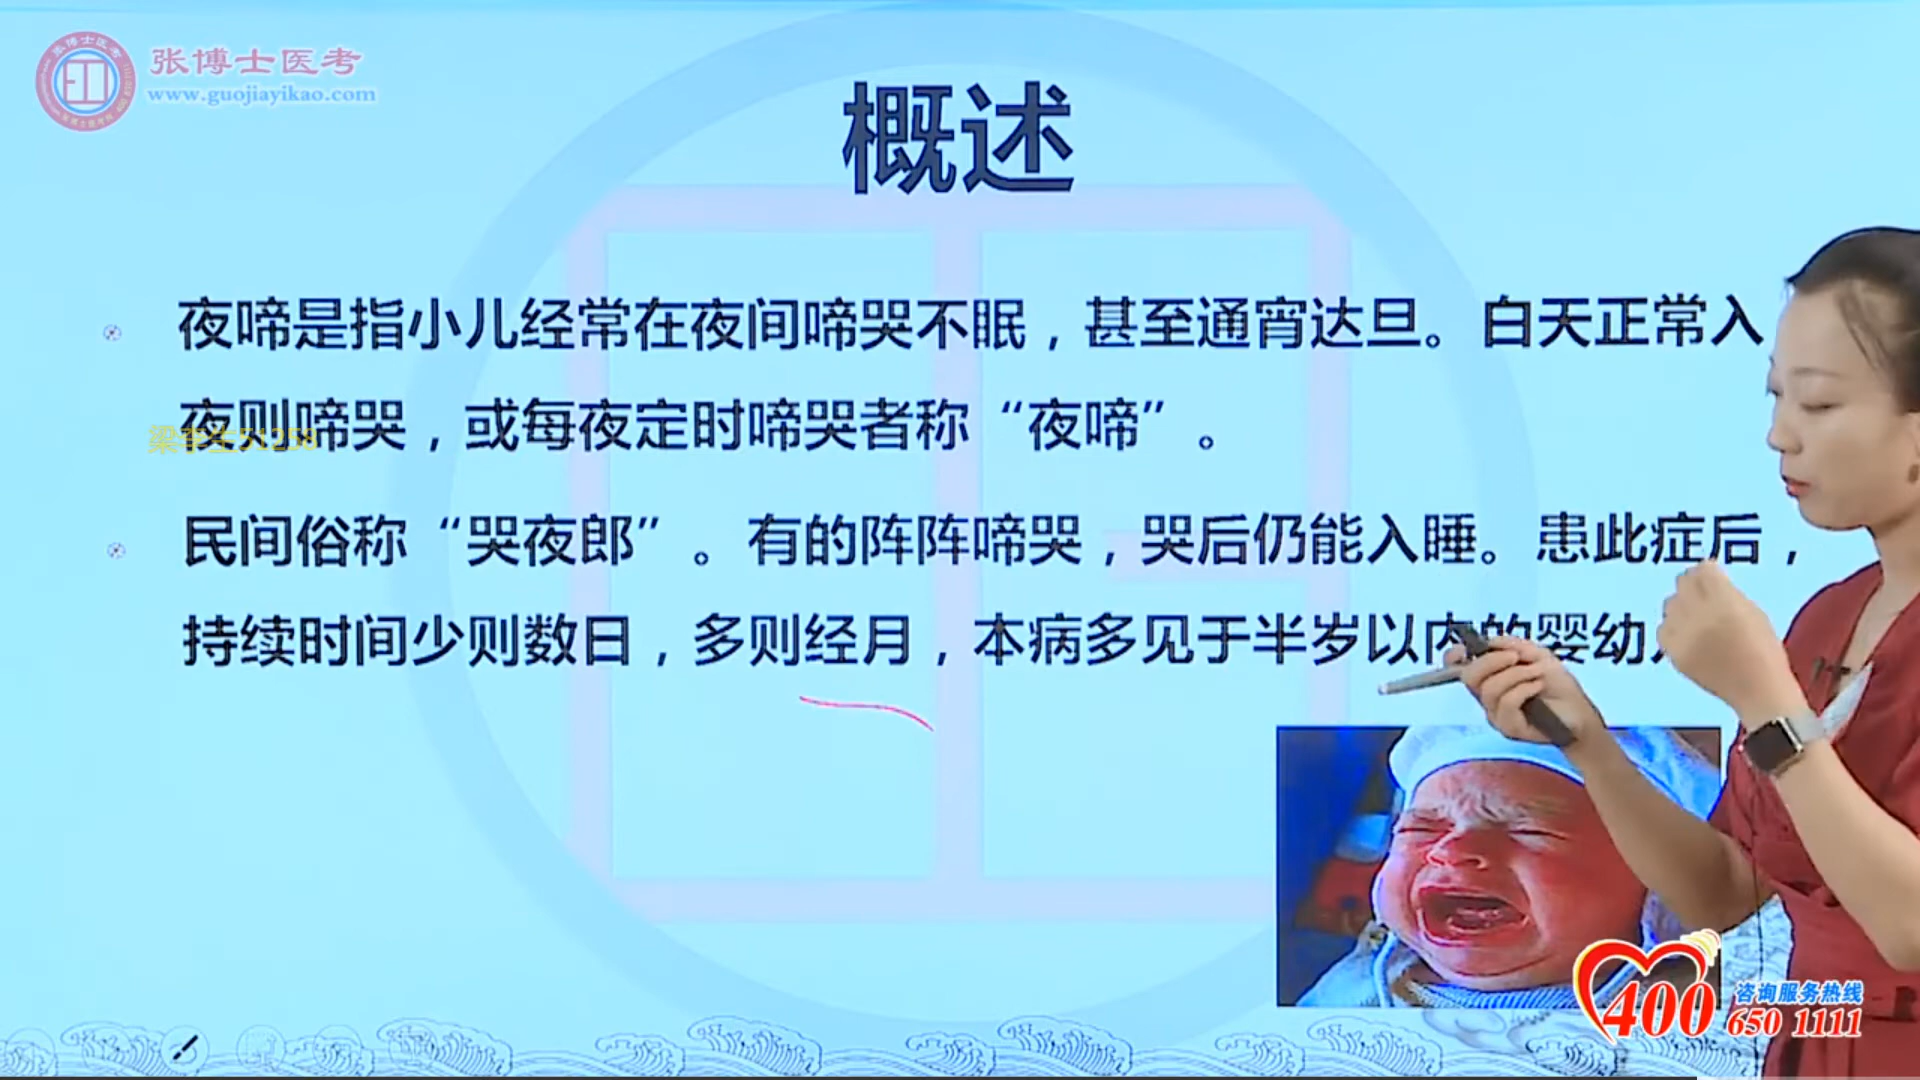 张博士医考
www.guojiayikao.com
概述
夜啼是指小儿经常在夜间啼哭不眠，甚至通宵达旦。白天正常入
夜则啼哭，或每夜定时啼哭者称“夜啼”。
民间俗称“哭夜郎”。有的阵阵啼哭，哭后仍能入睡。患此症后，
持续时间少则数日，多则经月，本病多见于半岁以内的婴幼
400 咨询服务热线
650 1111